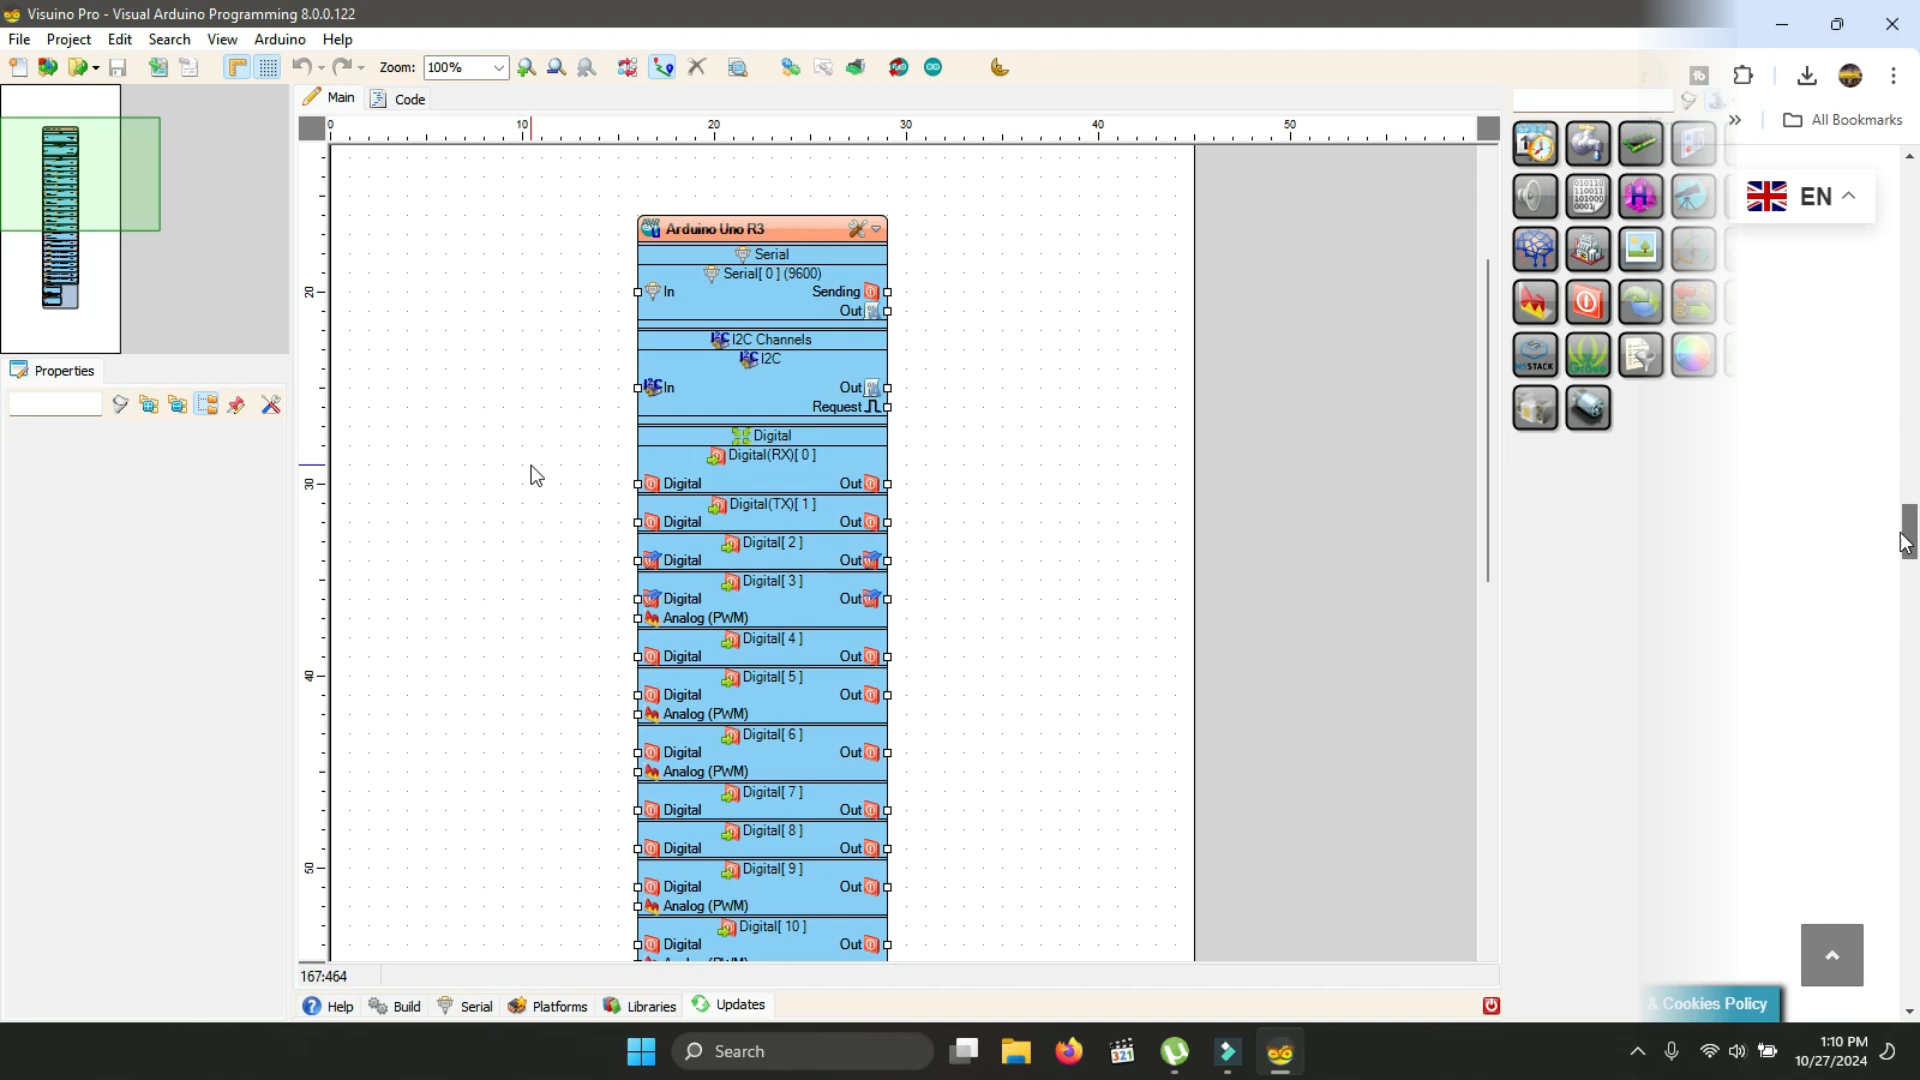 Visuino Pro - Visual Arduino Programming 8.0.0.122
File Project Edit Search View Arduino Help
Zoom: 100%
Main Code
All Bookmarks
0 10 20 30 40 50
EN
Arduino Uno R3
Serial
Serial[ 0 ] (9600)
In Sending
Out
20
I2C Channels
I2C
In Out
Request
Properties
Digital
Digital(RX)[ 0 ]
Digital Out
30
Digital(TX)[ 1 ]
Digital Out
Digital[ 2 ]
Digital Out
Digital[ 3 ]
Digital Out
Analog (PWM)
Digital[ 4 ]
Digital Out
40
Digital[ 5 ]
Digital Out
Analog (PWM)
Digital[ 6 ]
Digital Out
Analog (PWM)
Digital[ 7 ]
Digital Out
Digital[ 8 ]
Digital Out
50
Digital[ 9 ]
Digital Out
Analog (PWM)
Digital[ 10 ]
Digital Out
167:464
Help Build Serial Platforms Libraries Updates
& Cookies Policy
Search
1:10 PM
10/27/2024